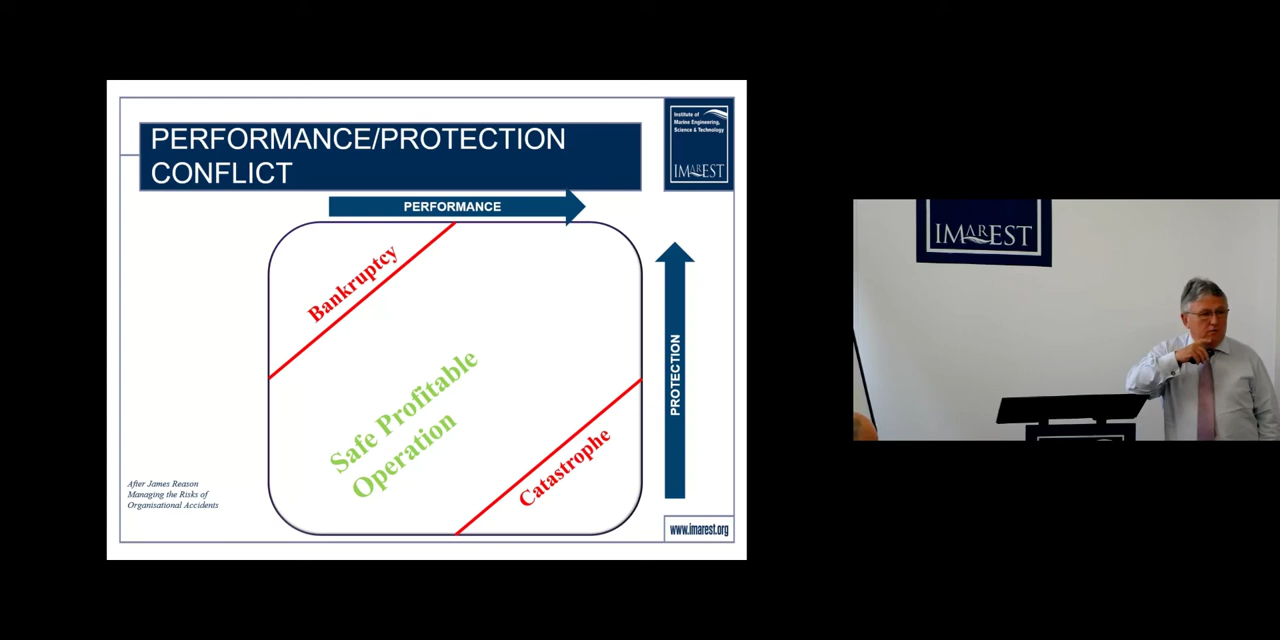 PERFORMANCE/PROTECTION
CONFLICT
Institute of
Marine Engineering,
Science & Technology
IMarEST
PERFORMANCE
Bankruptcy
PROTECTION
Safe Profitable
Operation
Catastrophe
After James Reason
Managing the Risks of
Organisational Accidents
www.imarest.org
IMarEST